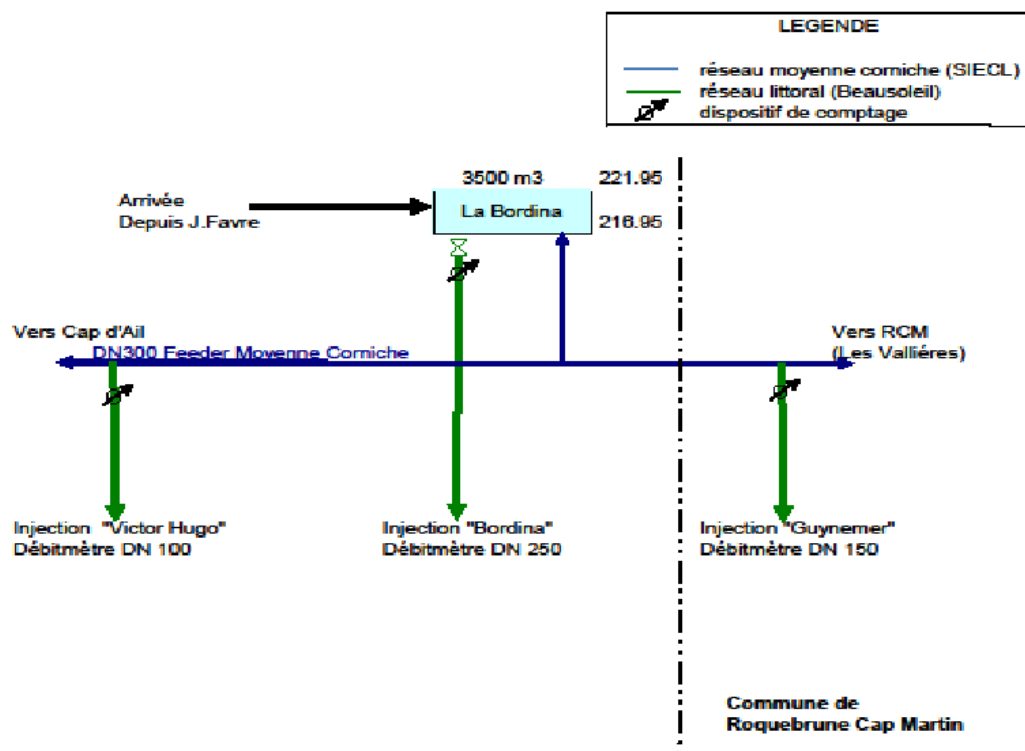 LEGENDE
réseau moyenne corniche (SIECL)
réseau littoral (Beausoleil)
dispositif de comptage
3500 m3
221.95
Arrivée
Depuis J.Favre
La Bordina
216.95
Vers Cap d'Ail
DN300 Feeder Moyenne Corniche
Vers RCM
(Les Valliéres)
Injection "Victor Hugo"
Débitmètre DN 100
Injection "Bordina"
Débitmètre DN 250
Injection "Guynemer"
Débitmètre DN 150
Commune de
Roquebrune Cap Martin